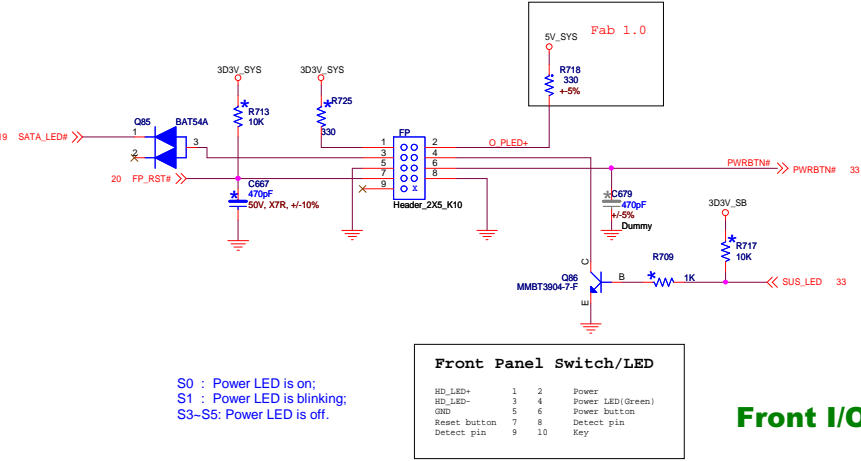 Fab 1.0
5V_SYS
R718
330
+-5%
3D3V_SYS
3D3V_SYS
R713
10K
R725
330
Q85
BAT54A
19 SATA_LED#
1
2
3
FP
1
2
3
4
5
6
7
8
9
X
O_PLED+
Header_2X5_K10
20 FP_RST#
C667
470pF
50V, X7R, +/-10%
PWRBTN#
PWRBTN# 33
C679
470pF
+/-5%
Dummy
3D3V_SB
R717
10K
R709
1K
SUS_LED 33
C
B
E
Q86
MMBT3904-7-F
Front Panel Switch/LED
HD_LED+ 1 2 Power
HD_LED- 3 4 Power LED(Green)
GND 5 6 Power button
Reset button 7 8 Detect pin
Detect pin 9 10 Key
S0 : Power LED is on;
S1 : Power LED is blinking;
S3~S5: Power LED is off.
Front I/O